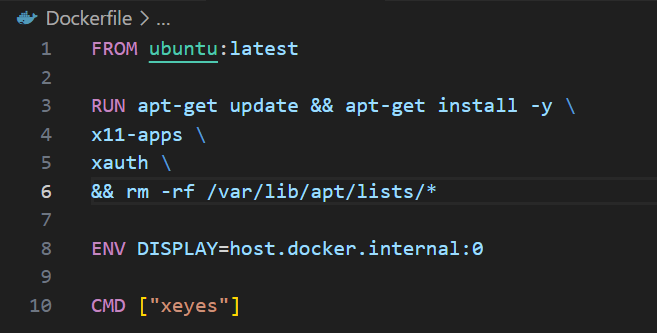 Dockerfile > ...
1 FROM ubuntu:latest
2
3 RUN apt-get update && apt-get install -y \
4 x11-apps \
5 xauth \
6 && rm -rf /var/lib/apt/lists/*
7
8 ENV DISPLAY=host.docker.internal:0
9
10 CMD ["xeyes"]